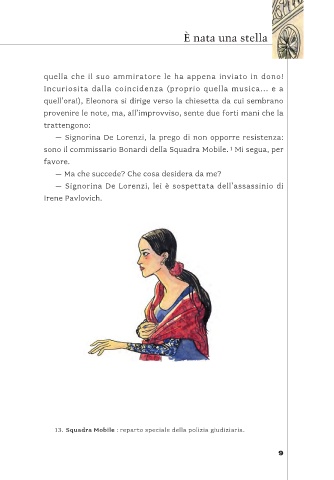 È nata una stella
quella che il suo ammiratore le ha appena inviato in dono!
Incuriosita dalla coincidenza (proprio quella musica... e a
quell'ora!), Eleonora si dirige verso la chiesetta da cui sembrano
provenire le note, ma, all'improvviso, sente due forti mani che la
trattengono:
— Signorina De Lorenzi, la prego di non opporre resistenza:
sono il commissario Bonardi della Squadra Mobile. ¹ Mi segua, per
favore.
— Ma che succede? Che cosa desidera da me?
— Signorina De Lorenzi, lei è sospettata dell'assassinio di
Irene Pavlovich.
13. Squadra Mobile : reparto speciale della polizia giudiziaria.
9